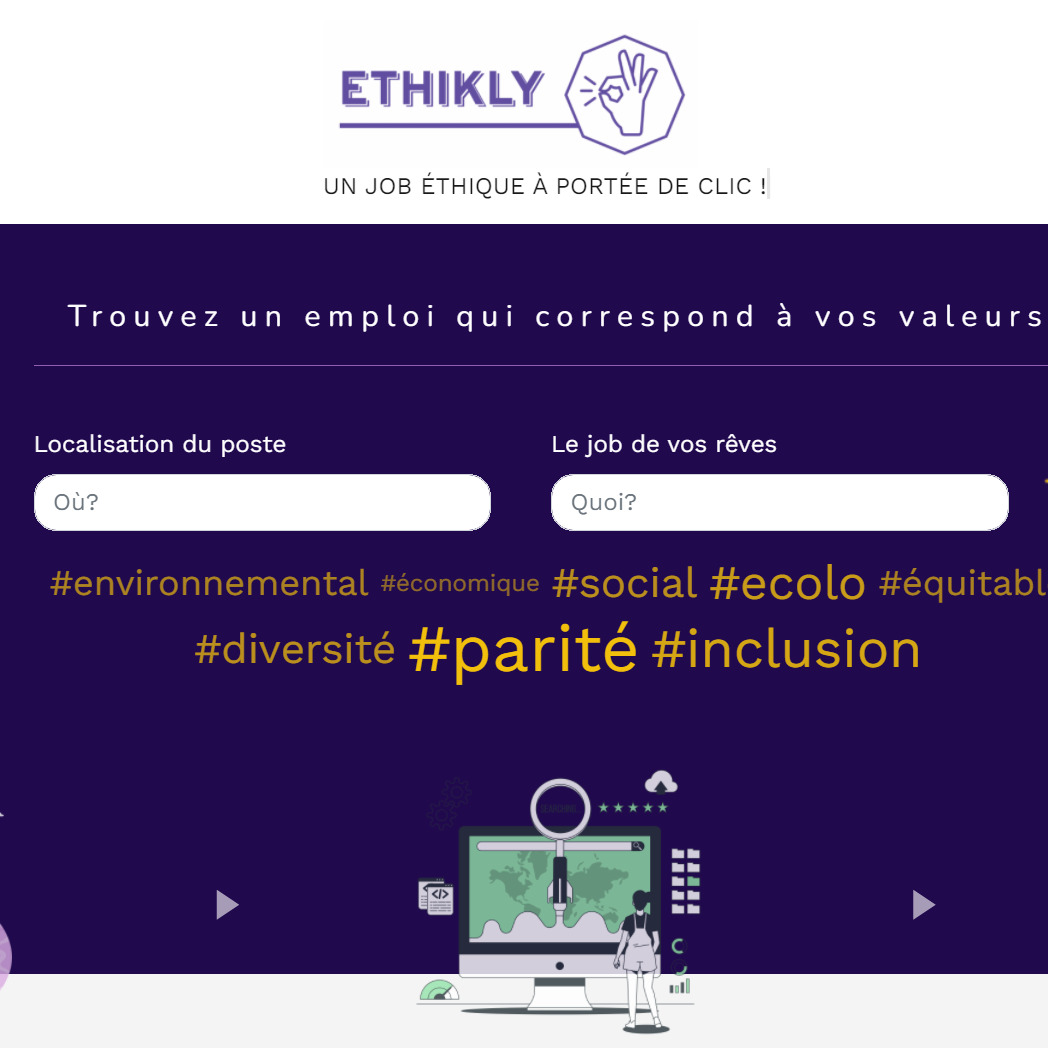 ETHIKLY
UN JOB ÉTHIQUE À PORTÉE DE CLIC !
Trouvez un emploi qui correspond à vos valeurs
Localisation du poste
Le job de vos rêves
Où?
Quoi?
#environnemental #économique #social #ecolo #équitabl
#diversité #parité #inclusion